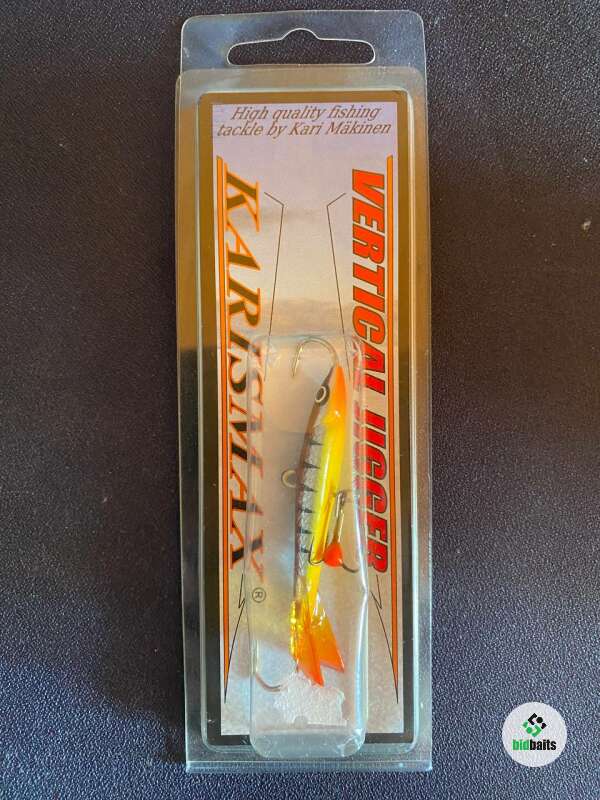 High quality fishing
tackle by Kari Mäkinen
VERTICAL JIGGER
KARISMAX ®
bidbaits